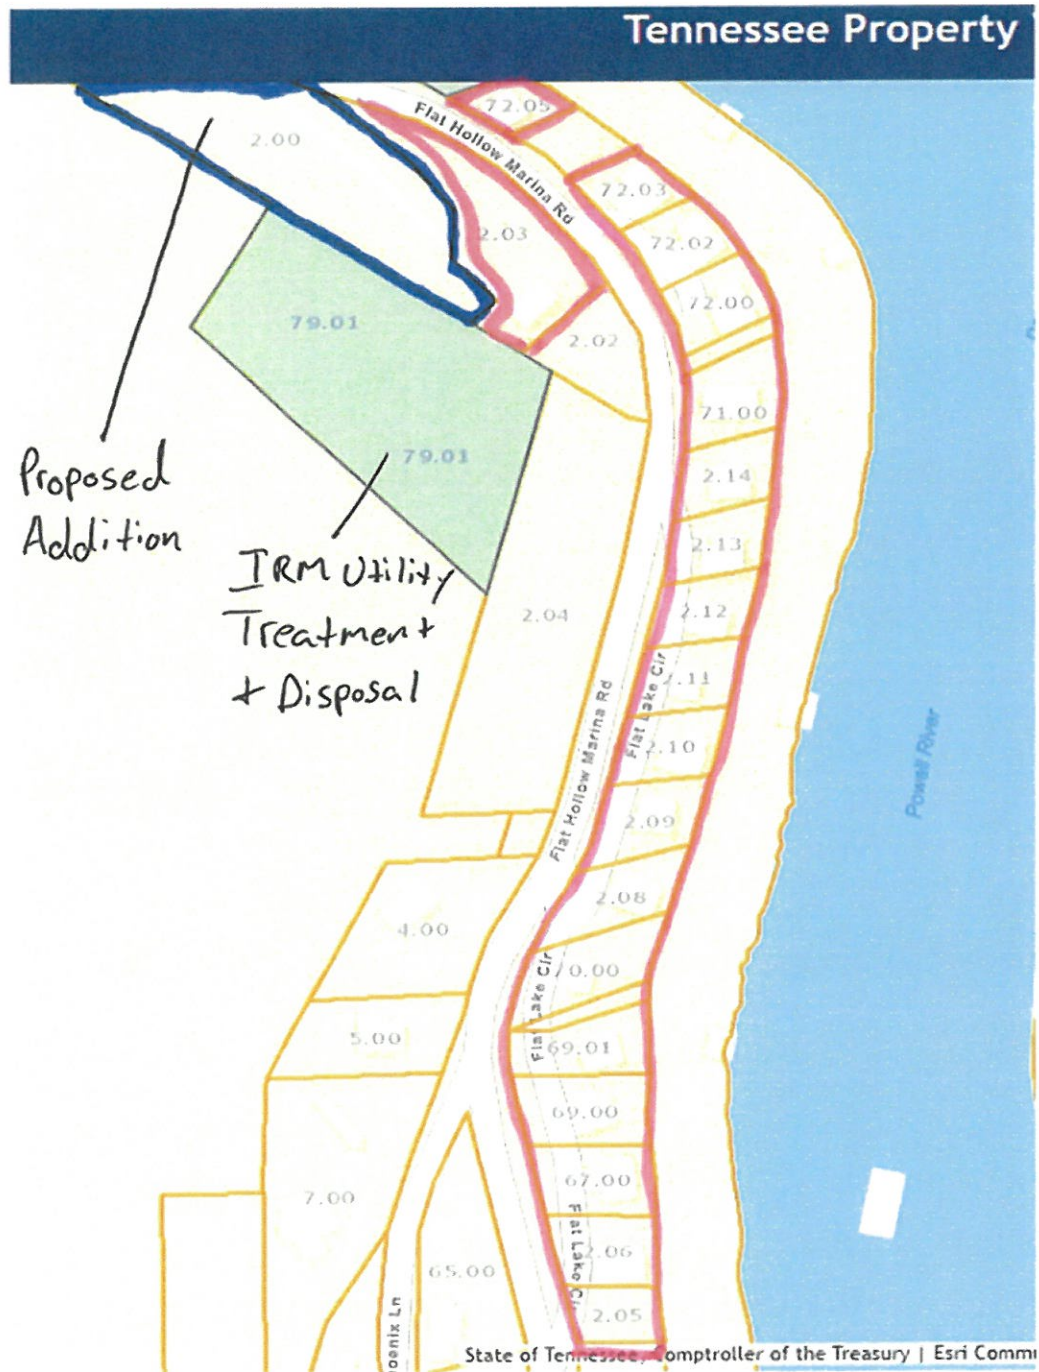 Tennessee Property
72.05
Flat Hollow Marina Rd
2.00
72.03
2.03
72.02
72.00
79.01
2.02
71.00
79.01
Proposed
Addition
2.14
IRM Utility
Treatment
+ Disposal
2.13
2.12
2.04
2.11
Flat Lake Cir
2.10
Flat Hollow Marina Rd
Powell River
2.09
2.08
4.00
0.00
Flat Lake Cir
5.00
69.01
69.00
67.00
7.00
Flat Lake Cir
2.06
65.00
2.05
oenix Ln
State of Tennessee, Comptroller of the Treasury | Esri Commu